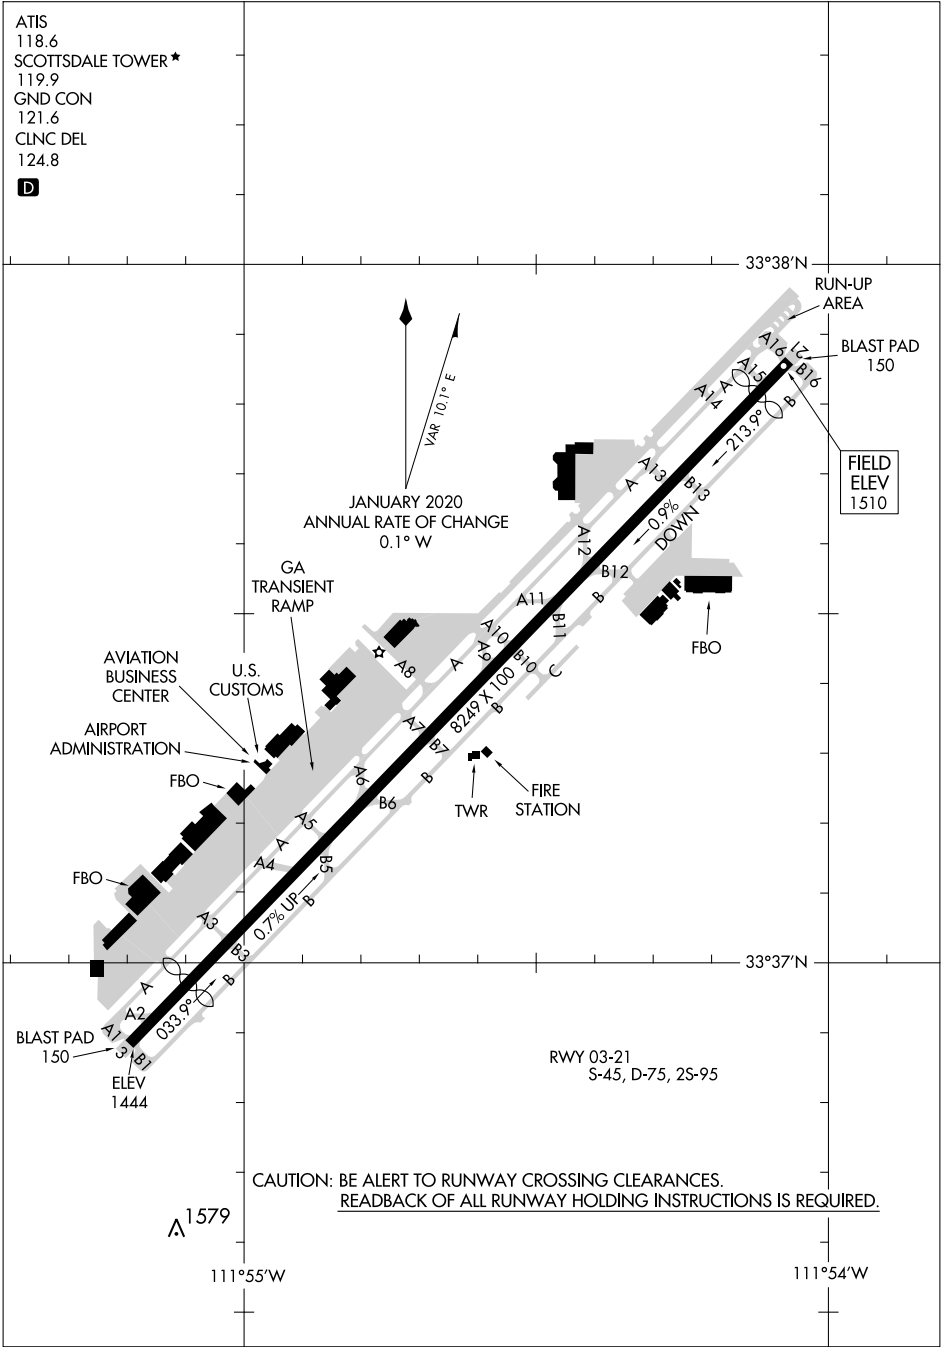 ATIS
118.6
SCOTTSDALE TOWER★
119.9
GND CON
121.6
CLNC DEL
124.8
D
33°38'N
RUN-UP
AREA
BLAST PAD
150
21
A16
B16
A15
A
A14
B
213.9°
FIELD
ELEV
1510
VAR 10.1° E
JANUARY 2020
ANNUAL RATE OF CHANGE
0.1° W
A13
A
B13
0.9%
DOWN
A12
B12
B
FBO
GA
TRANSIENT
RAMP
A11
B11
A10
A9
B10
C
A
A8
8249 X 100
B
AVIATION
BUSINESS
CENTER
U.S.
CUSTOMS
AIRPORT
ADMINISTRATION
A7
B7
B
A6
B6
TWR
FIRE
STATION
FBO
A5
A
A4
B5
B
FBO
A3
0.7% UP
B3
B
33°37'N
A
033.9°
A2
A1
3
B1
BLAST PAD
150
ELEV
1444
RWY 03-21
S-45, D-75, 2S-95
CAUTION: BE ALERT TO RUNWAY CROSSING CLEARANCES.
READBACK OF ALL RUNWAY HOLDING INSTRUCTIONS IS REQUIRED.
1579
111°55'W
111°54'W